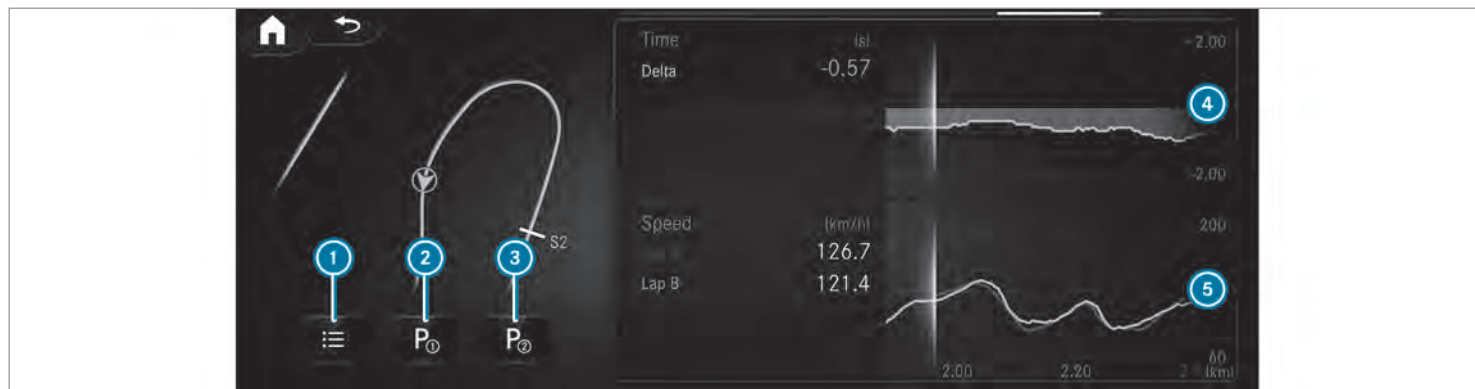 Time (s)
Delta -0.57
- 2.00
4
-2.00
S2
1 2 3
P① P②
Speed (km/h)
126.7
Lap B 121.4
200
5
60
2.00 2.20 (km)